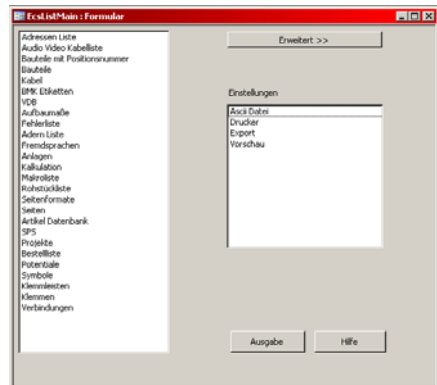 EcsListMain : Formular
Adressen Liste
Audio Video Kabelliste
Bauteile mit Positionsnummer
Bauteile
Kabel
BMK Etiketten
VDB
Aufbaumaße
Fehlerliste
Adern Liste
Fremdsprachen
Anlagen
Kalkulation
Makroliste
Rohstückliste
Seitenformate
Seiten
Artikel Datenbank
SPS
Projekte
Bestellliste
Potentiale
Symbole
Klemmleisten
Klemmen
Verbindungen
Erweitert >>
Einstellungen
Ascii Datei
Drucker
Export
Vorschau
Ausgabe
Hilfe